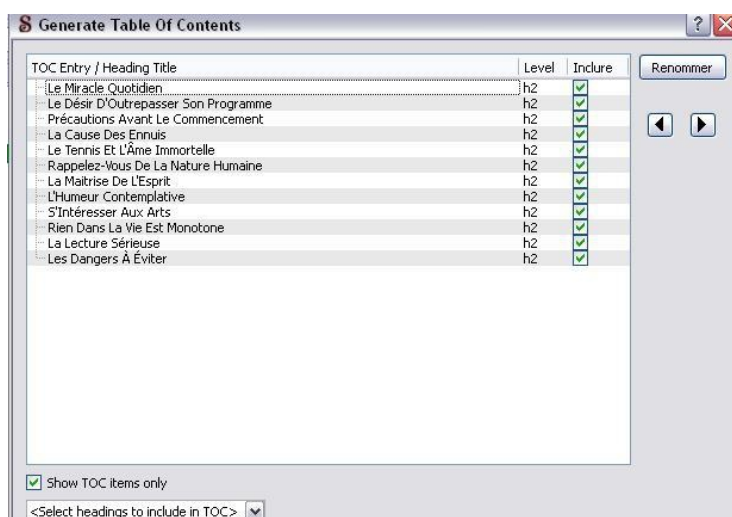 S Generate Table Of Contents
TOC Entry / Heading Title Level Inclure Renommer
Le Miracle Quotidien h2
Le Désir D'Outrepasser Son Programme h2
Précautions Avant Le Commencement h2
La Cause Des Ennuis h2
Le Tennis Et L'Âme Immortelle h2
Rappelez-Vous De La Nature Humaine h2
La Maitrise De L'Esprit h2
L'Humeur Contemplative h2
S'Intéresser Aux Arts h2
Rien Dans La Vie Est Monotone h2
La Lecture Sérieuse h2
Les Dangers À Éviter h2
Show TOC items only
<Select headings to include in TOC>